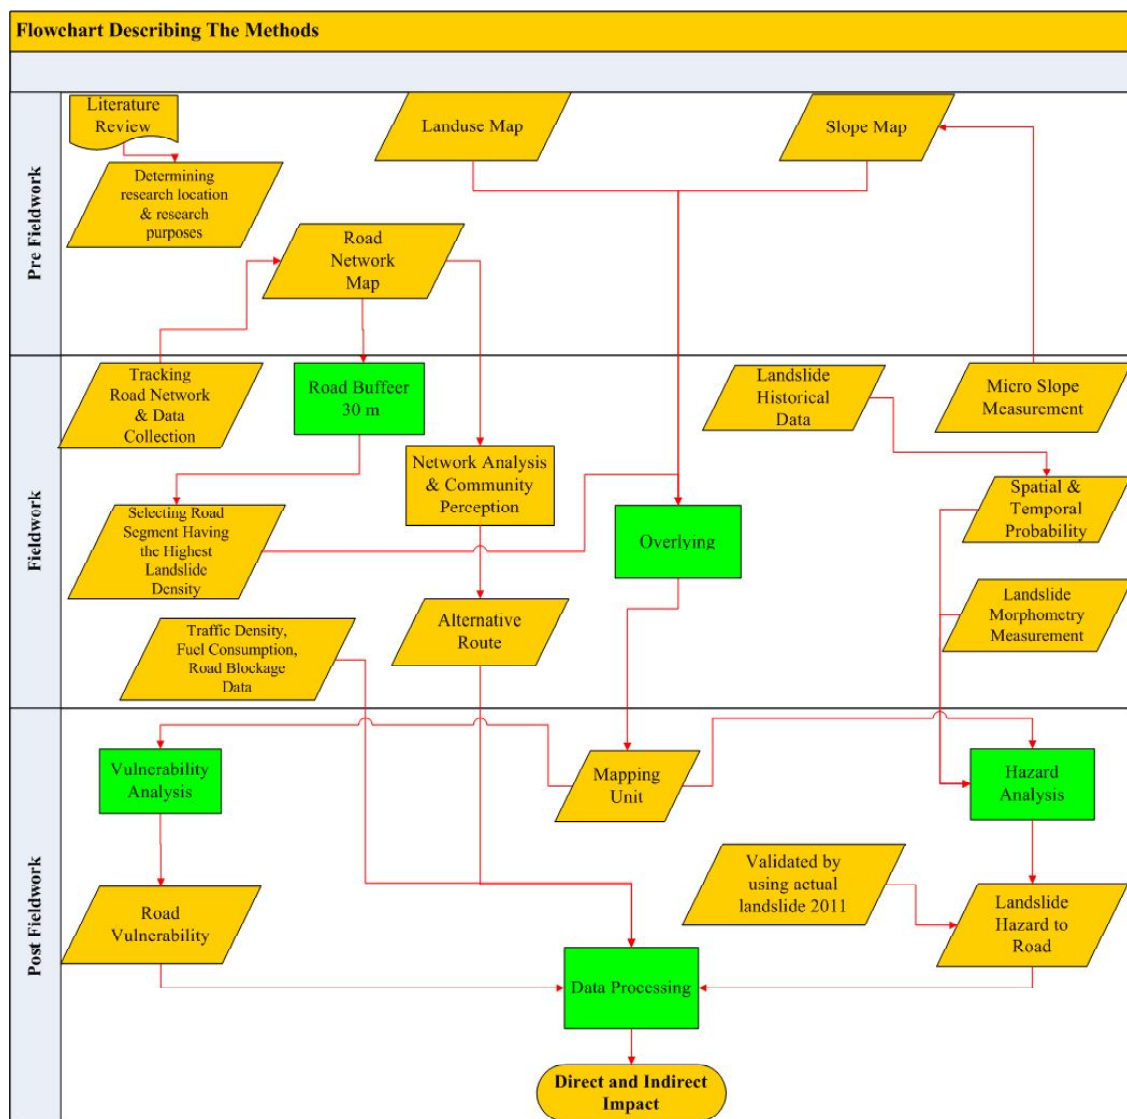 Flowchart Describing The Methods
Pre Fieldwork
Literature
Review
Landuse Map
Slope Map
Determining
research location
& research
purposes
Road
Network
Map
Fieldwork
Tracking
Road Network
& Data
Collection
Road Buffeer
30 m
Landslide
Historical
Data
Micro Slope
Measurement
Network Analysis
& Community
Perception
Selecting Road
Segment Having
the Highest
Landslide
Density
Overlying
Spatial &
Temporal
Probability
Traffic Density,
Fuel Consumption,
Road Blockage
Data
Alternative
Route
Landslide
Morphometry
Measurement
Post Fieldwork
Vulnerability
Analysis
Mapping
Unit
Hazard
Analysis
Road
Vulnerability
Validated by
using actual
landslide 2011
Landslide
Hazard to
Road
Data Processing
Direct and Indirect
Impact